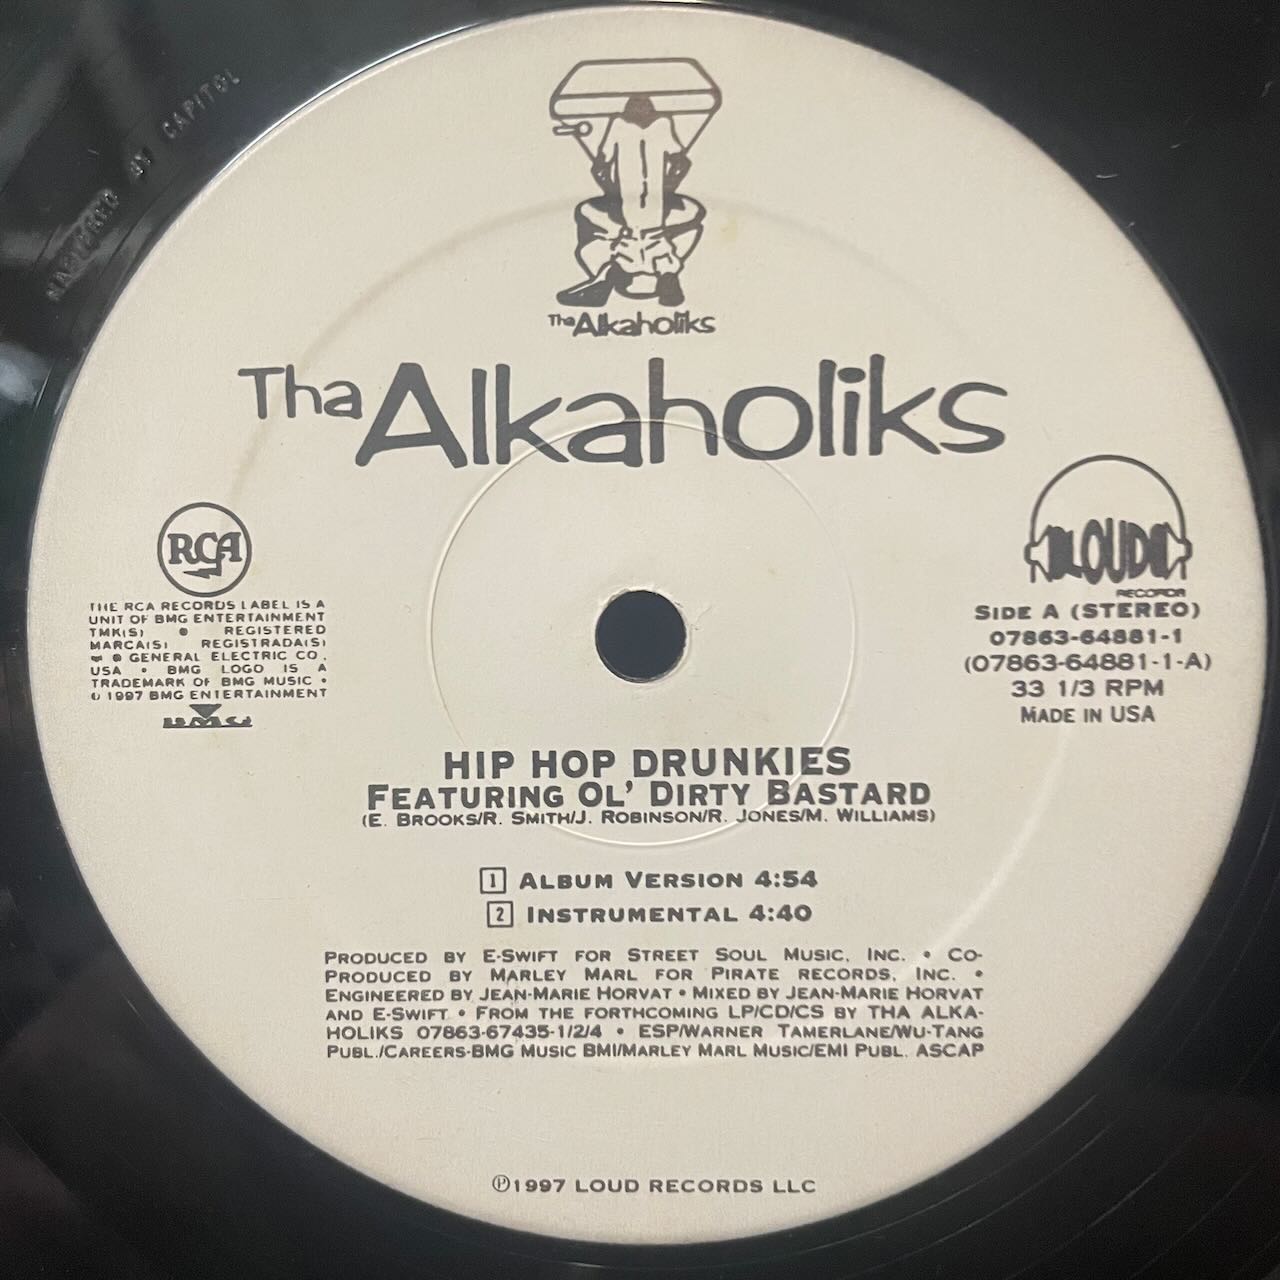 MASTERED BY CAPITOL
Tha Alkaholiks
Tha Alkaholiks
RCA
THE RCA RECORDS LABEL IS A
UNIT OF BMG ENTERTAINMENT
TMK(S) ® REGISTERED
MARCA(S) REGISTRADA(S)
® GENERAL ELECTRIC CO.,
USA • BMG LOGO IS A
TRADEMARK OF BMG MUSIC •
© 1997 BMG ENTERTAINMENT
BMG
LOUD
RECORDS
SIDE A (STEREO)
07863-64881-1
(07863-64881-1-A)
33 1/3 RPM
MADE IN USA
HIP HOP DRUNKIES
FEATURING OL' DIRTY BASTARD
(E. BROOKS/R. SMITH/J. ROBINSON/R. JONES/M. WILLIAMS)
1 ALBUM VERSION 4:54
2 INSTRUMENTAL 4:40
PRODUCED BY E-SWIFT FOR STREET SOUL MUSIC, INC. • CO-
PRODUCED BY MARLEY MARL FOR PIRATE RECORDS, INC. •
ENGINEERED BY JEAN-MARIE HORVAT • MIXED BY JEAN-MARIE HORVAT
AND E-SWIFT • FROM THE FORTHCOMING LP/CD/CS BY THA ALKA-
HOLIKS 07863-67435-1/2/4 • ESP/WARNER TAMERLANE/WU-TANG
PUBL./CAREERS-BMG MUSIC BMI/MARLEY MARL MUSIC/EMI PUBL. ASCAP
℗1997 LOUD RECORDS LLC